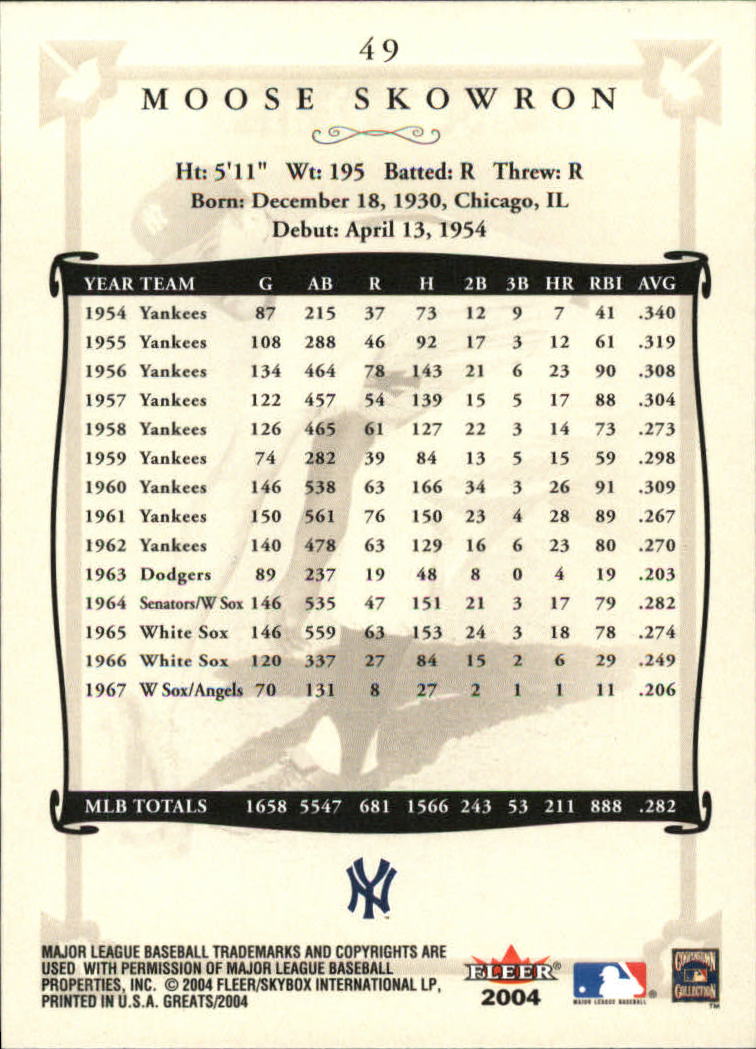 49
MOOSE SKOWRON
Ht: 5'11" Wt: 195 Batted: R Threw: R
Born: December 18, 1930, Chicago, IL
Debut: April 13, 1954
YEAR TEAM G AB R H 2B 3B HR RBI AVG
1954 Yankees 87 215 37 73 12 9 7 41 .340
1955 Yankees 108 288 46 92 17 3 12 61 .319
1956 Yankees 134 464 78 143 21 6 23 90 .308
1957 Yankees 122 457 54 139 15 5 17 88 .304
1958 Yankees 126 465 61 127 22 3 14 73 .273
1959 Yankees 74 282 39 84 13 5 15 59 .298
1960 Yankees 146 538 63 166 34 3 26 91 .309
1961 Yankees 150 561 76 150 23 4 28 89 .267
1962 Yankees 140 478 63 129 16 6 23 80 .270
1963 Dodgers 89 237 19 48 8 0 4 19 .203
1964 Senators/W Sox 146 535 47 151 21 3 17 79 .282
1965 White Sox 146 559 63 153 24 3 18 78 .274
1966 White Sox 120 337 27 84 15 2 6 29 .249
1967 W Sox/Angels 70 131 8 27 2 1 1 11 .206
MLB TOTALS 1658 5547 681 1566 243 53 211 888 .282
NY
MAJOR LEAGUE BASEBALL TRADEMARKS AND COPYRIGHTS ARE
USED WITH PERMISSION OF MAJOR LEAGUE BASEBALL
PROPERTIES, INC. © 2004 FLEER/SKYBOX INTERNATIONAL LP,
PRINTED IN U.S.A. GREATS/2004
FLEER®
2004
MAJOR LEAGUE BASEBALL ®
COOPERSTOWN
COLLECTION
TM